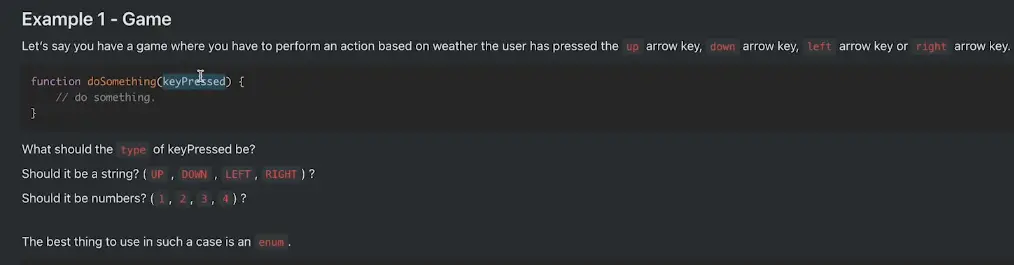 Example 1 - Game
Let's say you have a game where you have to perform an action based on weather the user has pressed the up arrow key, down arrow key, left arrow key or right arrow key.
function doSomething(keyPressed) {
    // do something.
}
What should the type of keyPressed be?
Should it be a string? ( UP , DOWN , LEFT, RIGHT ) ?
Should it be numbers? ( 1 , 2 , 3 , 4 ) ?
The best thing to use in such a case is an enum .